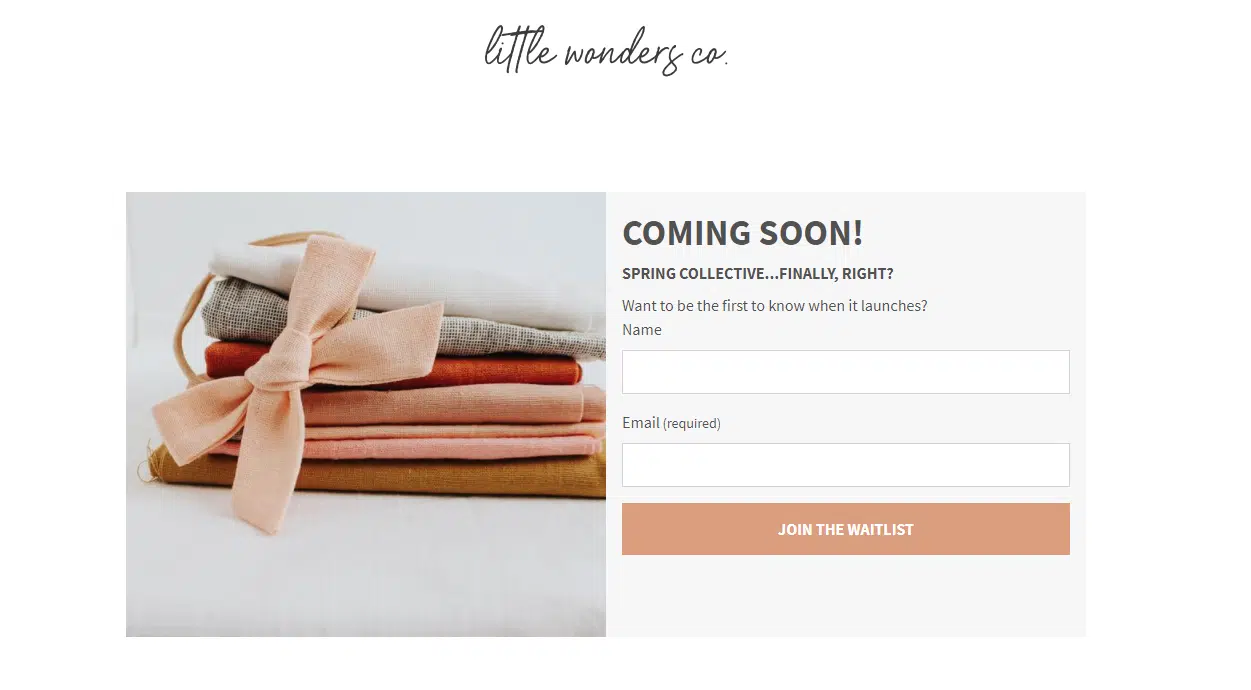 little wonders co.
COMING SOON!
SPRING COLLECTIVE...FINALLY, RIGHT?
Want to be the first to know when it launches?
Name
Email (required)
JOIN THE WAITLIST